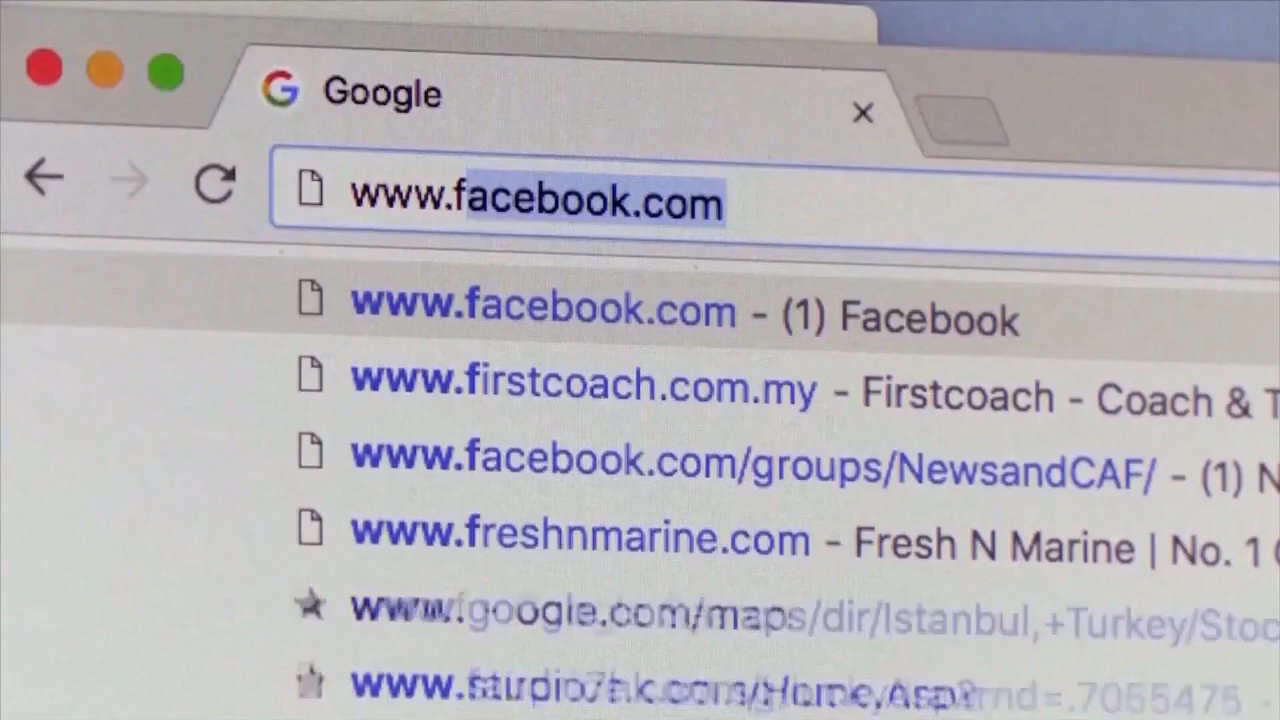 Google
www.facebook.com
www.facebook.com - (1) Facebook
www.firstcoach.com.my - Firstcoach - Coach & T
www.facebook.com/groups/NewsandCAF/ - (1) N
www.freshnmarine.com - Fresh N Marine | No. 1
www.google.com/maps/dir/Istanbul,+Turkey/Stoc